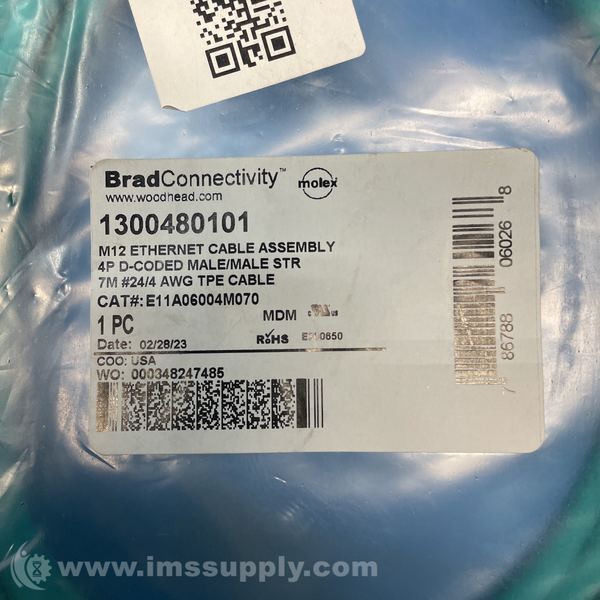 BradConnectivity™
molex
www.woodhead.com
1300480101
M12 ETHERNET CABLE ASSEMBLY
4P D-CODED MALE/MALE STR
7M #24/4 AWG TPE CABLE
CAT#:E11A06004M070
1 PC
MDM
Date: 02/28/23
RoHS
COO: USA
WO: 000348247485
7 86788 06026 8
www.imssupply.com